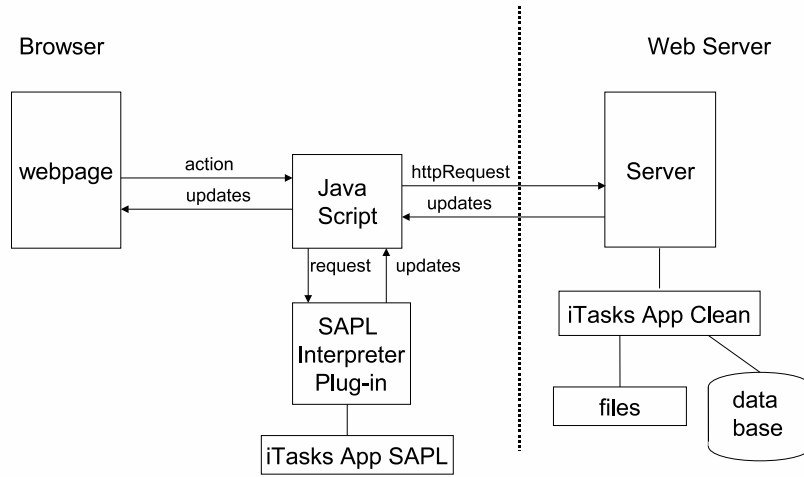 Browser
Web Server
webpage
action
updates
Java
Script
httpRequest
updates
Server
request
updates
SAPL
Interpreter
Plug-in
iTasks App SAPL
iTasks App Clean
files
data
base